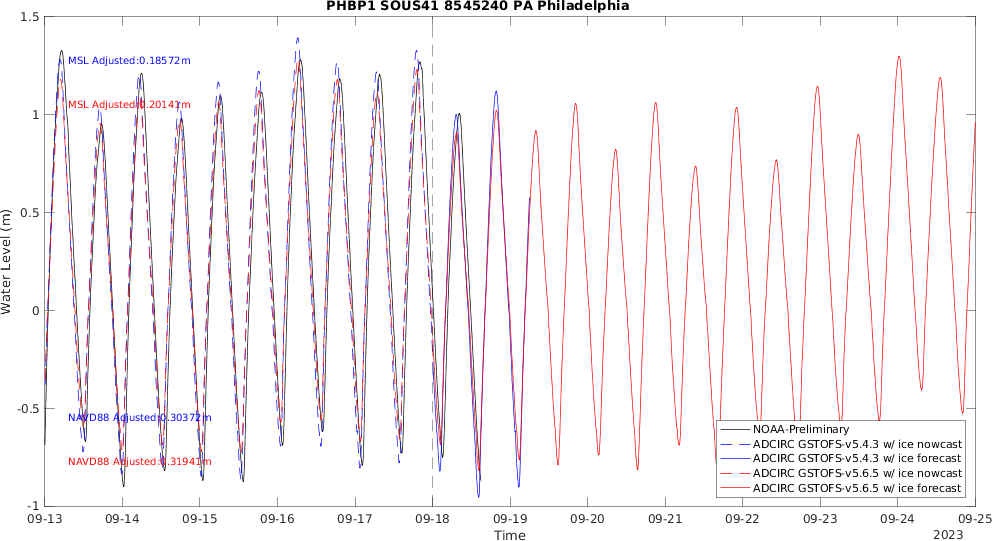 PHBP1 SOUS41 8545240 PA Philadelphia
1.5
1
0.5
0
-0.5
-1
Water Level (m)
MSL Adjusted:0.18572m
MSL Adjusted:0.20141m
NAVD88 Adjusted:0.30372m
NAVD88 Adjusted:0.31941m
NOAA-Preliminary
ADCIRC GSTOFS-v5.4.3 w/ ice nowcast
ADCIRC GSTOFS-v5.4.3 w/ ice forecast
ADCIRC GSTOFS-v5.6.5 w/ ice nowcast
ADCIRC GSTOFS-v5.6.5 w/ ice forecast
09-13 09-14 09-15 09-16 09-17 09-18 09-19 09-20 09-21 09-22 09-23 09-24 09-25
Time
2023